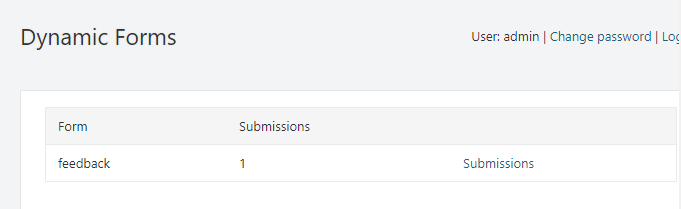 Dynamic Forms
User: admin | Change password |
Form Submissions
feedback 1 Submissions